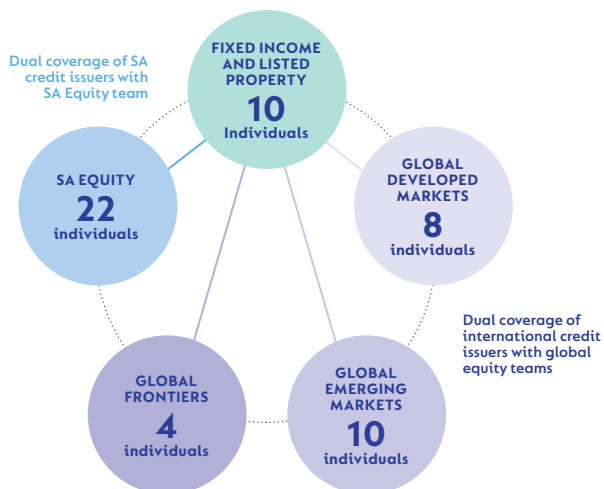 FIXED INCOME
AND LISTED
PROPERTY
10
Individuals
Dual coverage of SA
credit issuers with
SA Equity team
SA EQUITY
22
individuals
GLOBAL
DEVELOPED
MARKETS
8
individuals
Dual coverage of
international credit
issuers with global
equity teams
GLOBAL
FRONTIERS
4
individuals
GLOBAL
EMERGING
MARKETS
10
individuals